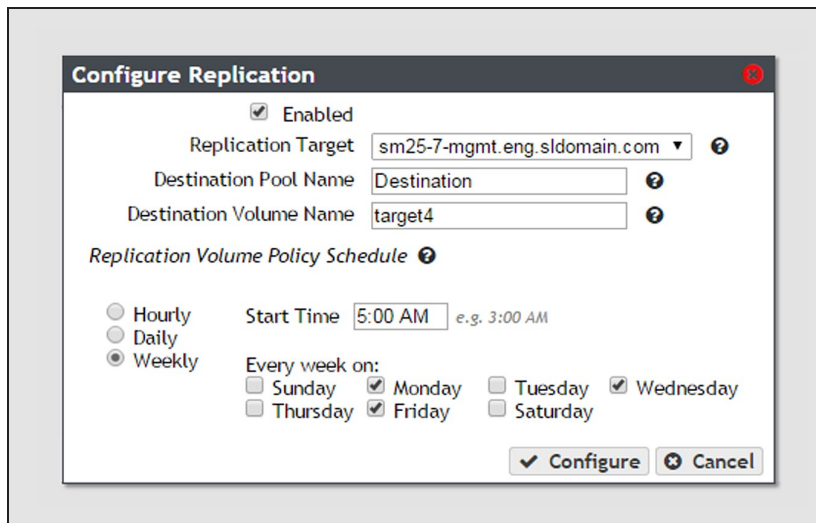 Configure Replication
Enabled
Replication Target sm25-7-mgmt.eng.sldomain.com
Destination Pool Name Destination
Destination Volume Name target4
Replication Volume Policy Schedule
Hourly Start Time 5:00 AM e.g. 3:00 AM
Daily
Weekly Every week on:
Sunday Monday Tuesday Wednesday
Thursday Friday Saturday
Configure Cancel